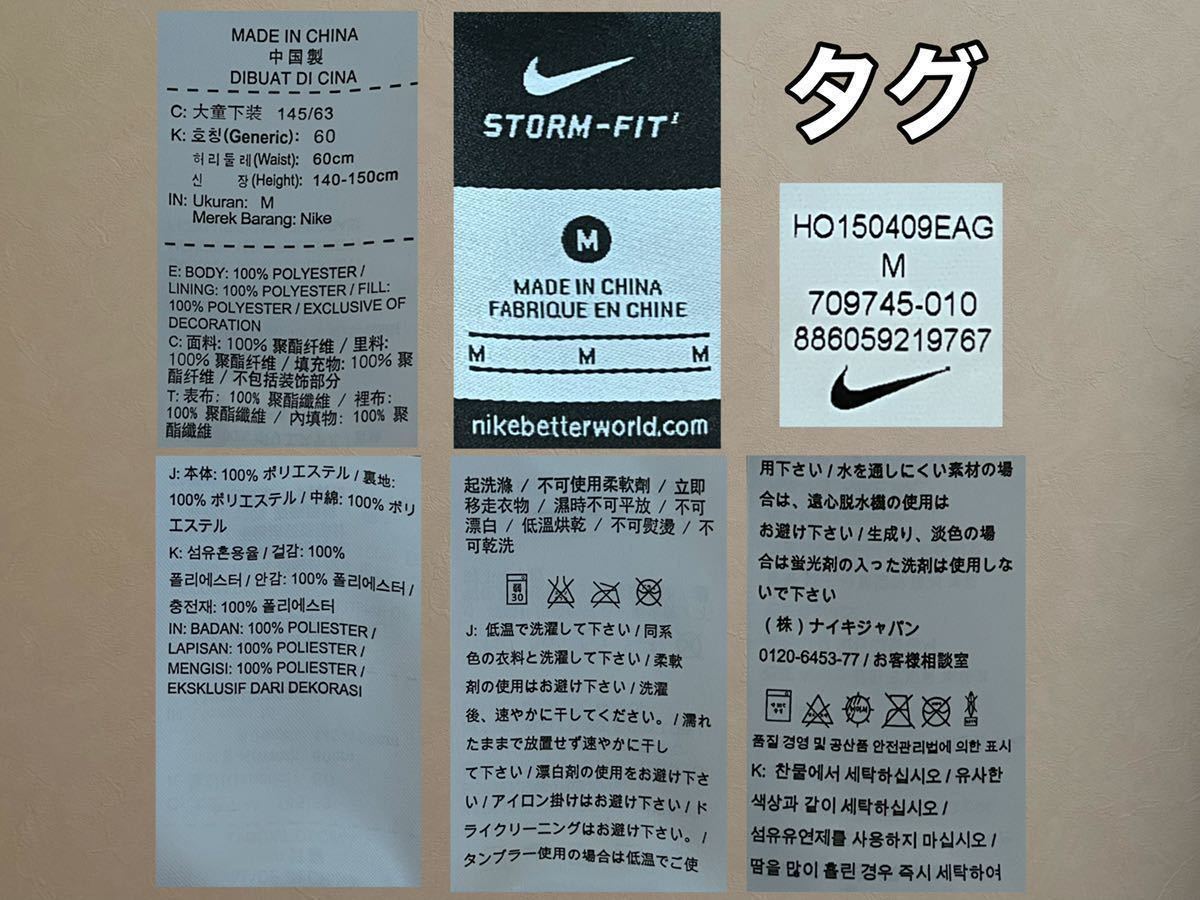 MADE IN CHINA
中国製
DIBUAT DI CINA
C: 大童下装 145/63
K: 호칭(Generic): 60
허리둘레(Waist): 60cm
신 장(Height): 140-150cm
IN: Ukuran: M
Merek Barang: Nike
E: BODY: 100% POLYESTER /
LINING: 100% POLYESTER / FILL:
100% POLYESTER / EXCLUSIVE OF
DECORATION
C: 面料: 100% 聚酯纤维 / 里料:
100% 聚酯纤维 / 填充物: 100% 聚
酯纤维 / 不包括装饰部分
T: 表布: 100% 聚酯纖維 / 裡布:
100% 聚酯纖維 / 內填物: 100% 聚
酯纖維
STORM-FIT
M
MADE IN CHINA
FABRIQUE EN CHINE
M M M
nikebetterworld.com
タグ
HO150409EAG
M
709745-010
886059219767
J: 本体: 100% ポリエステル / 裏地:
100% ポリエステル / 中綿: 100% ポリ
エステル
K: 섬유혼용율 / 겉감: 100%
폴리에스터 / 안감: 100% 폴리에스터 /
충전재: 100% 폴리에스터
IN: BADAN: 100% POLIESTER /
LAPISAN: 100% POLIESTER /
MENGISI: 100% POLIESTER /
EKSKLUSIF DARI DEKORASI
起洗滌 / 不可使用柔軟劑 / 立即
移走衣物 / 濕時不可平放 / 不可
漂白 / 低溫烘乾 / 不可熨燙 / 不
可乾洗
弱
30
J: 低温で洗濯して下さい / 同系
色の衣料と洗濯して下さい / 柔軟
剤の使用はお避け下さい / 洗濯
後、速やかに干してください。 / 濡れ
たままで放置せず速やかに干し
て下さい / 漂白剤の使用をお避け下さ
い / アイロン掛けはお避け下さい / ド
ライクリーニングはお避け下さい。 /
タンブラー使用の場合は低温でご使
用下さい / 水を通しにくい素材の場
合は、遠心脱水機の使用は
お避け下さい / 生成り、淡色の場
合は蛍光剤の入った洗剤は使用しな
いで下さい
(株) ナイキジャパン
0120-6453-77 / お客様相談室
품질 경영 및 공산품 안전관리법에 의한 표시
K: 찬물에서 세탁하십시오 / 유사한
색상과 같이 세탁하십시오 /
섬유유연제를 사용하지 마십시오 /
땀을 많이 흘린 경우 즉시 세탁하여